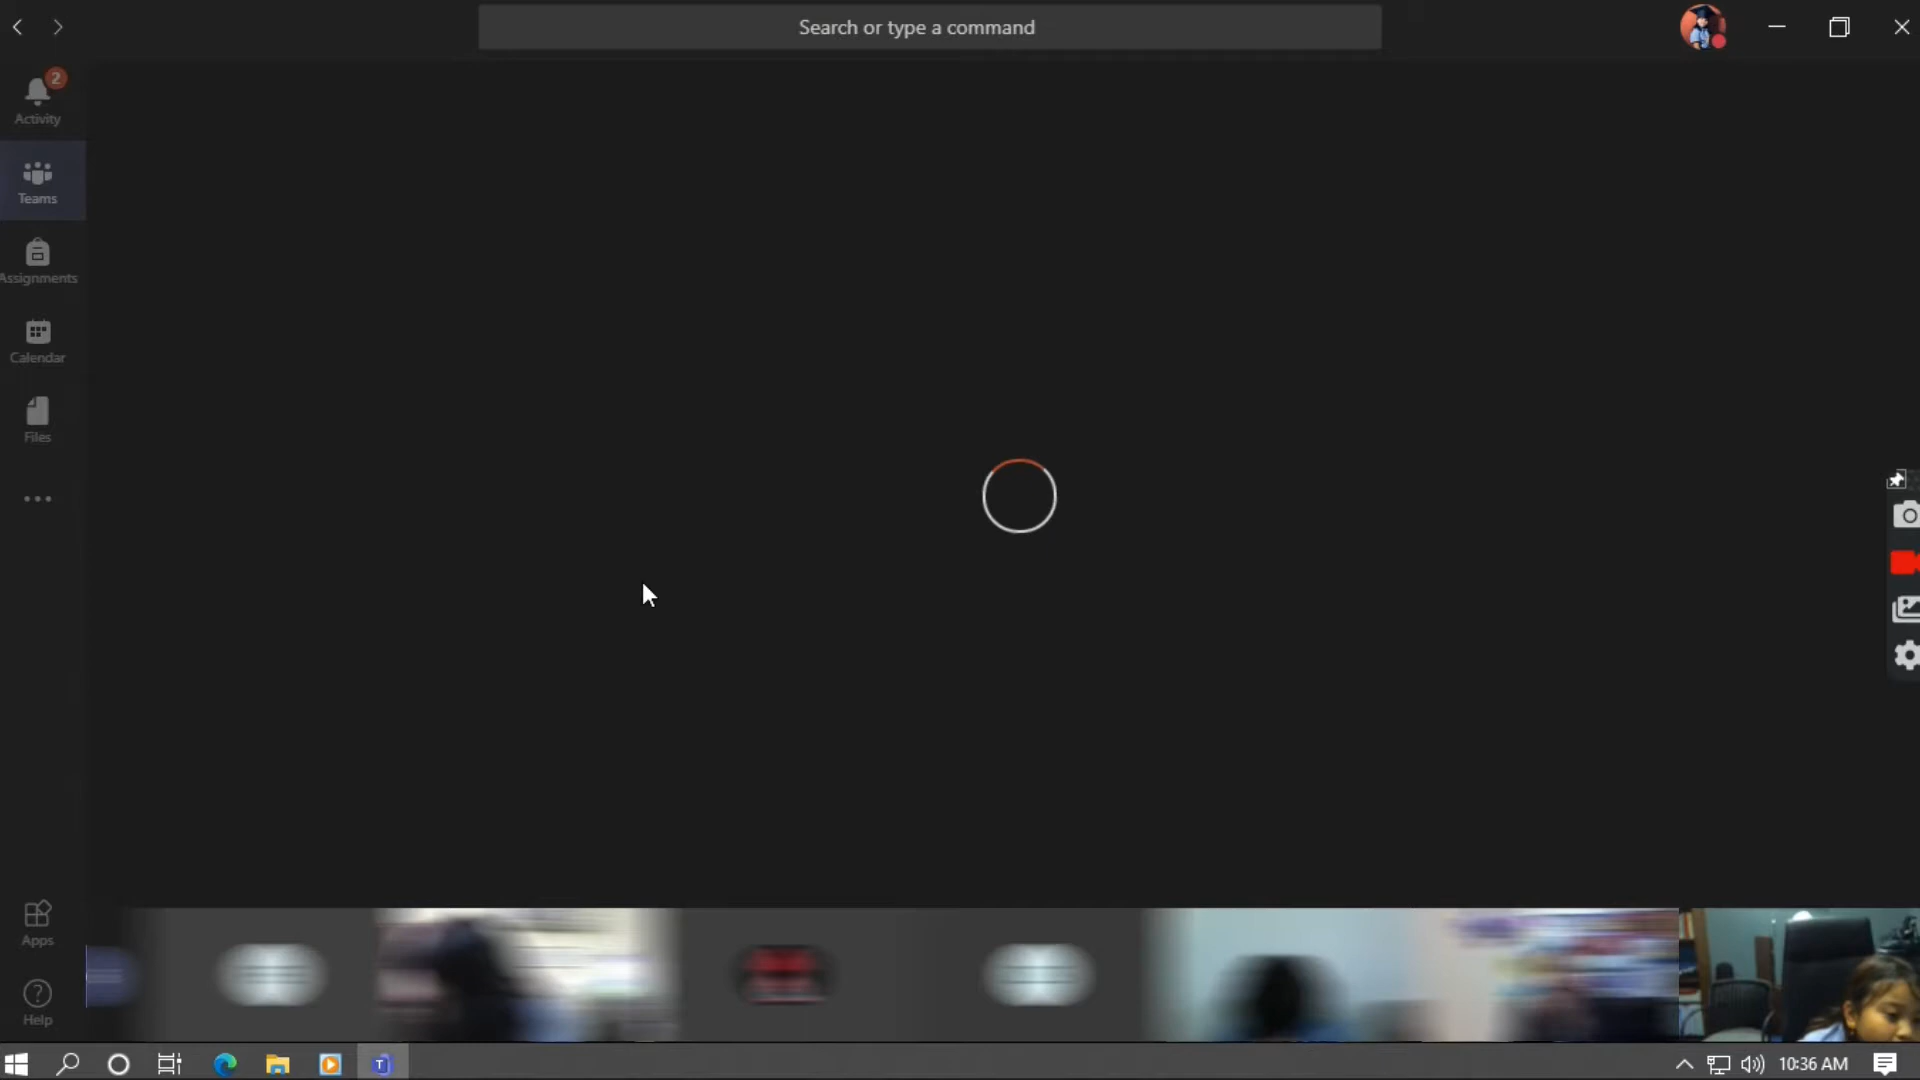 Search or type a command
2
Activity
Teams
Assignments
Calendar
Files
Apps
Help
T
10:36 AM